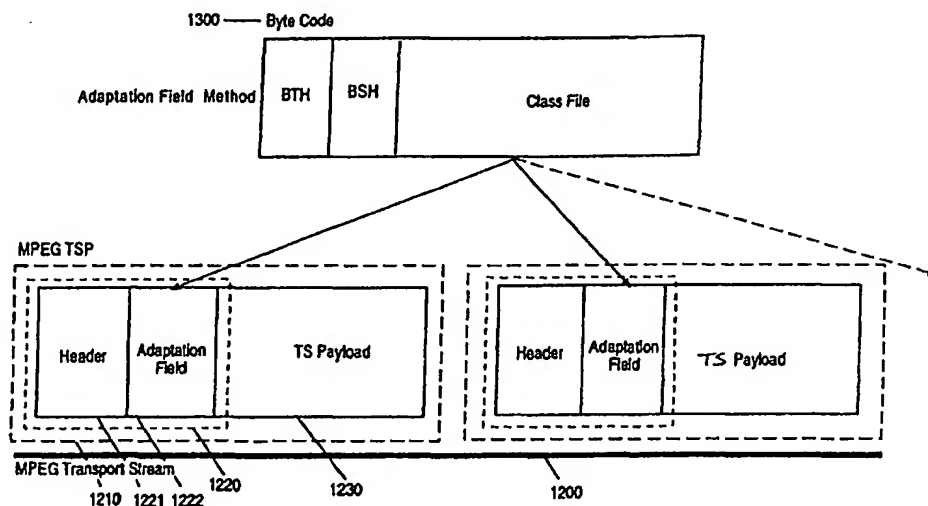 1300 Byte Code
Adaptation Field Method
BTH
BSH
Class File
MPEG TSP
Header
Adaptation
Field
TS Payload
Header
Adaptation
Field
TS Payload
MPEG Transport Stream
1210
1221
1222
1220
1230
1200